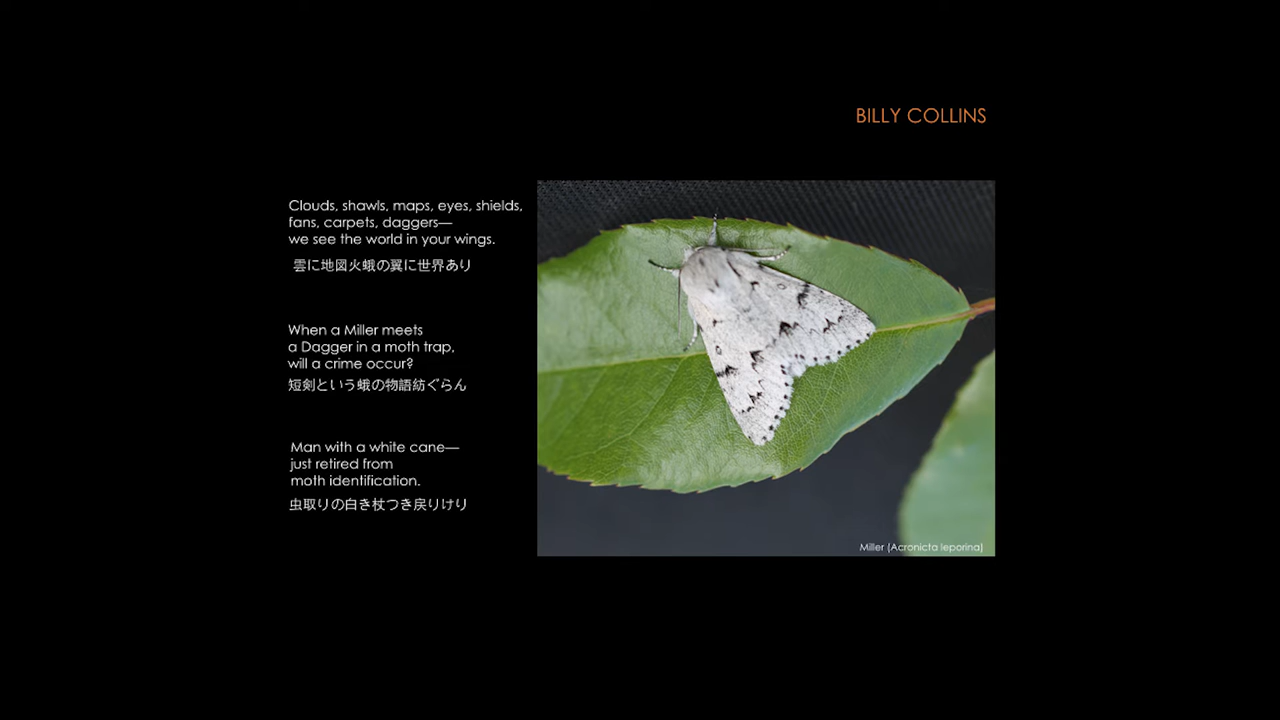 BILLY COLLINS
Clouds, shawls, maps, eyes, shields,
fans, carpets, daggers—
we see the world in your wings.
雲に地図火蛾の翼に世界あり
When a Miller meets
a Dagger in a moth trap,
will a crime occur?
短剣という蛾の物語紡ぐらん
Man with a white cane—
just retired from
moth identification.
虫取りの白き杖つき戻りけり
Miller [Acronicta leporina]